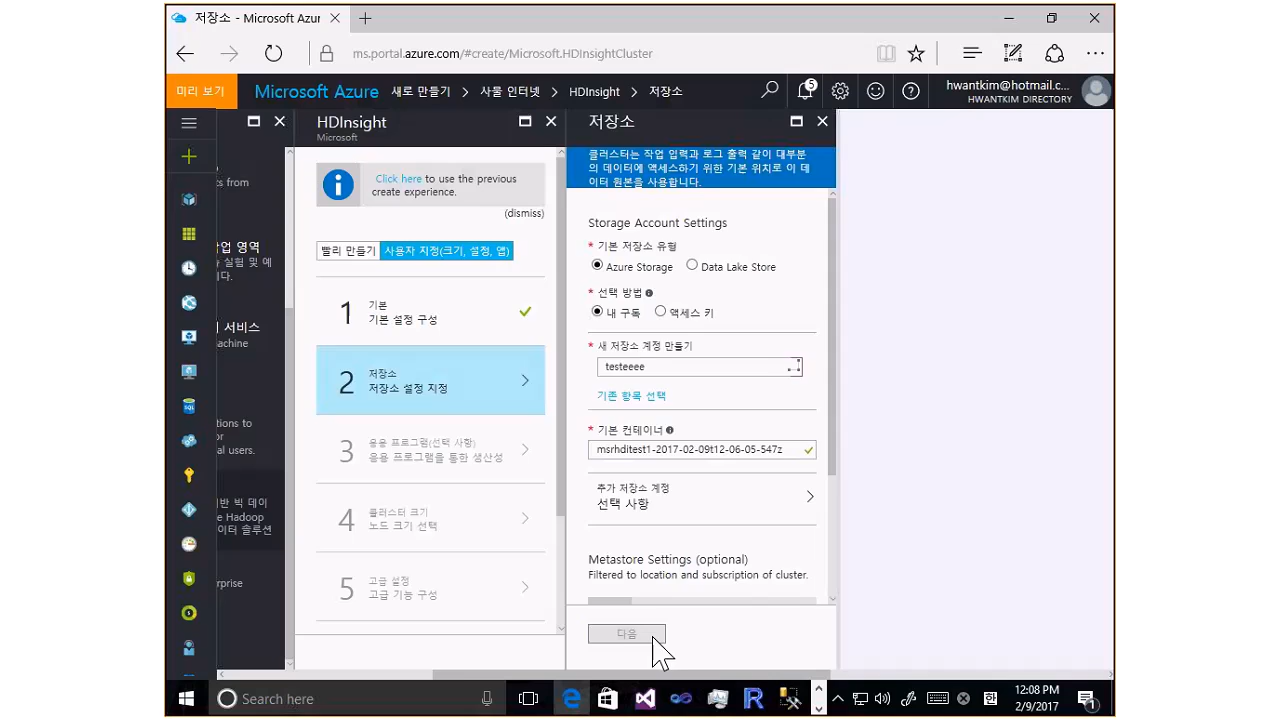 저장소 - Microsoft Azur
ms.portal.azure.com/#create/Microsoft.HDInsightCluster
미리 보기
Microsoft Azure
새로 만들기 > 사물 인터넷 > HDInsight > 저장소
5
hwantkim@hotmail.c...
HWANTKIM DIRECTORY
ts from
작업 영역
실험 및 예
니다.
서비스
achine
SQL
tions to
or
al users.
기반 빅 데이
e Hadoop
이터 솔루션
rprise
HDInsight
Microsoft
Click here to use the previous
create experience.
(dismiss)
빨리 만들기
사용자 지정(크기, 설정, 앱)
1
기본
기본 설정 구성
2
저장소
저장소 설정 지정
3
응용 프로그램(선택 사항)
응용 프로그램을 통한 생산성
4
클러스터 크기
노드 크기 선택
5
고급 설정
고급 기능 구성
저장소
클러스터는 작업 입력과 로그 출력 같이 대부분
의 데이터에 액세스하기 위한 기본 위치로 이 데
이터 원본을 사용합니다.
Storage Account Settings
* 기본 저장소 유형
Azure Storage
Data Lake Store
* 선택 방법
내 구독
액세스 키
* 새 저장소 계정 만들기
testeeee
기존 항목 선택
* 기본 컨테이너
msrhditest1-2017-02-09t12-06-05-547z
추가 저장소 계정
선택 사항
Metastore Settings (optional)
Filtered to location and subscription of cluster.
다음
Search here
한
12:08 PM
2/9/2017
1